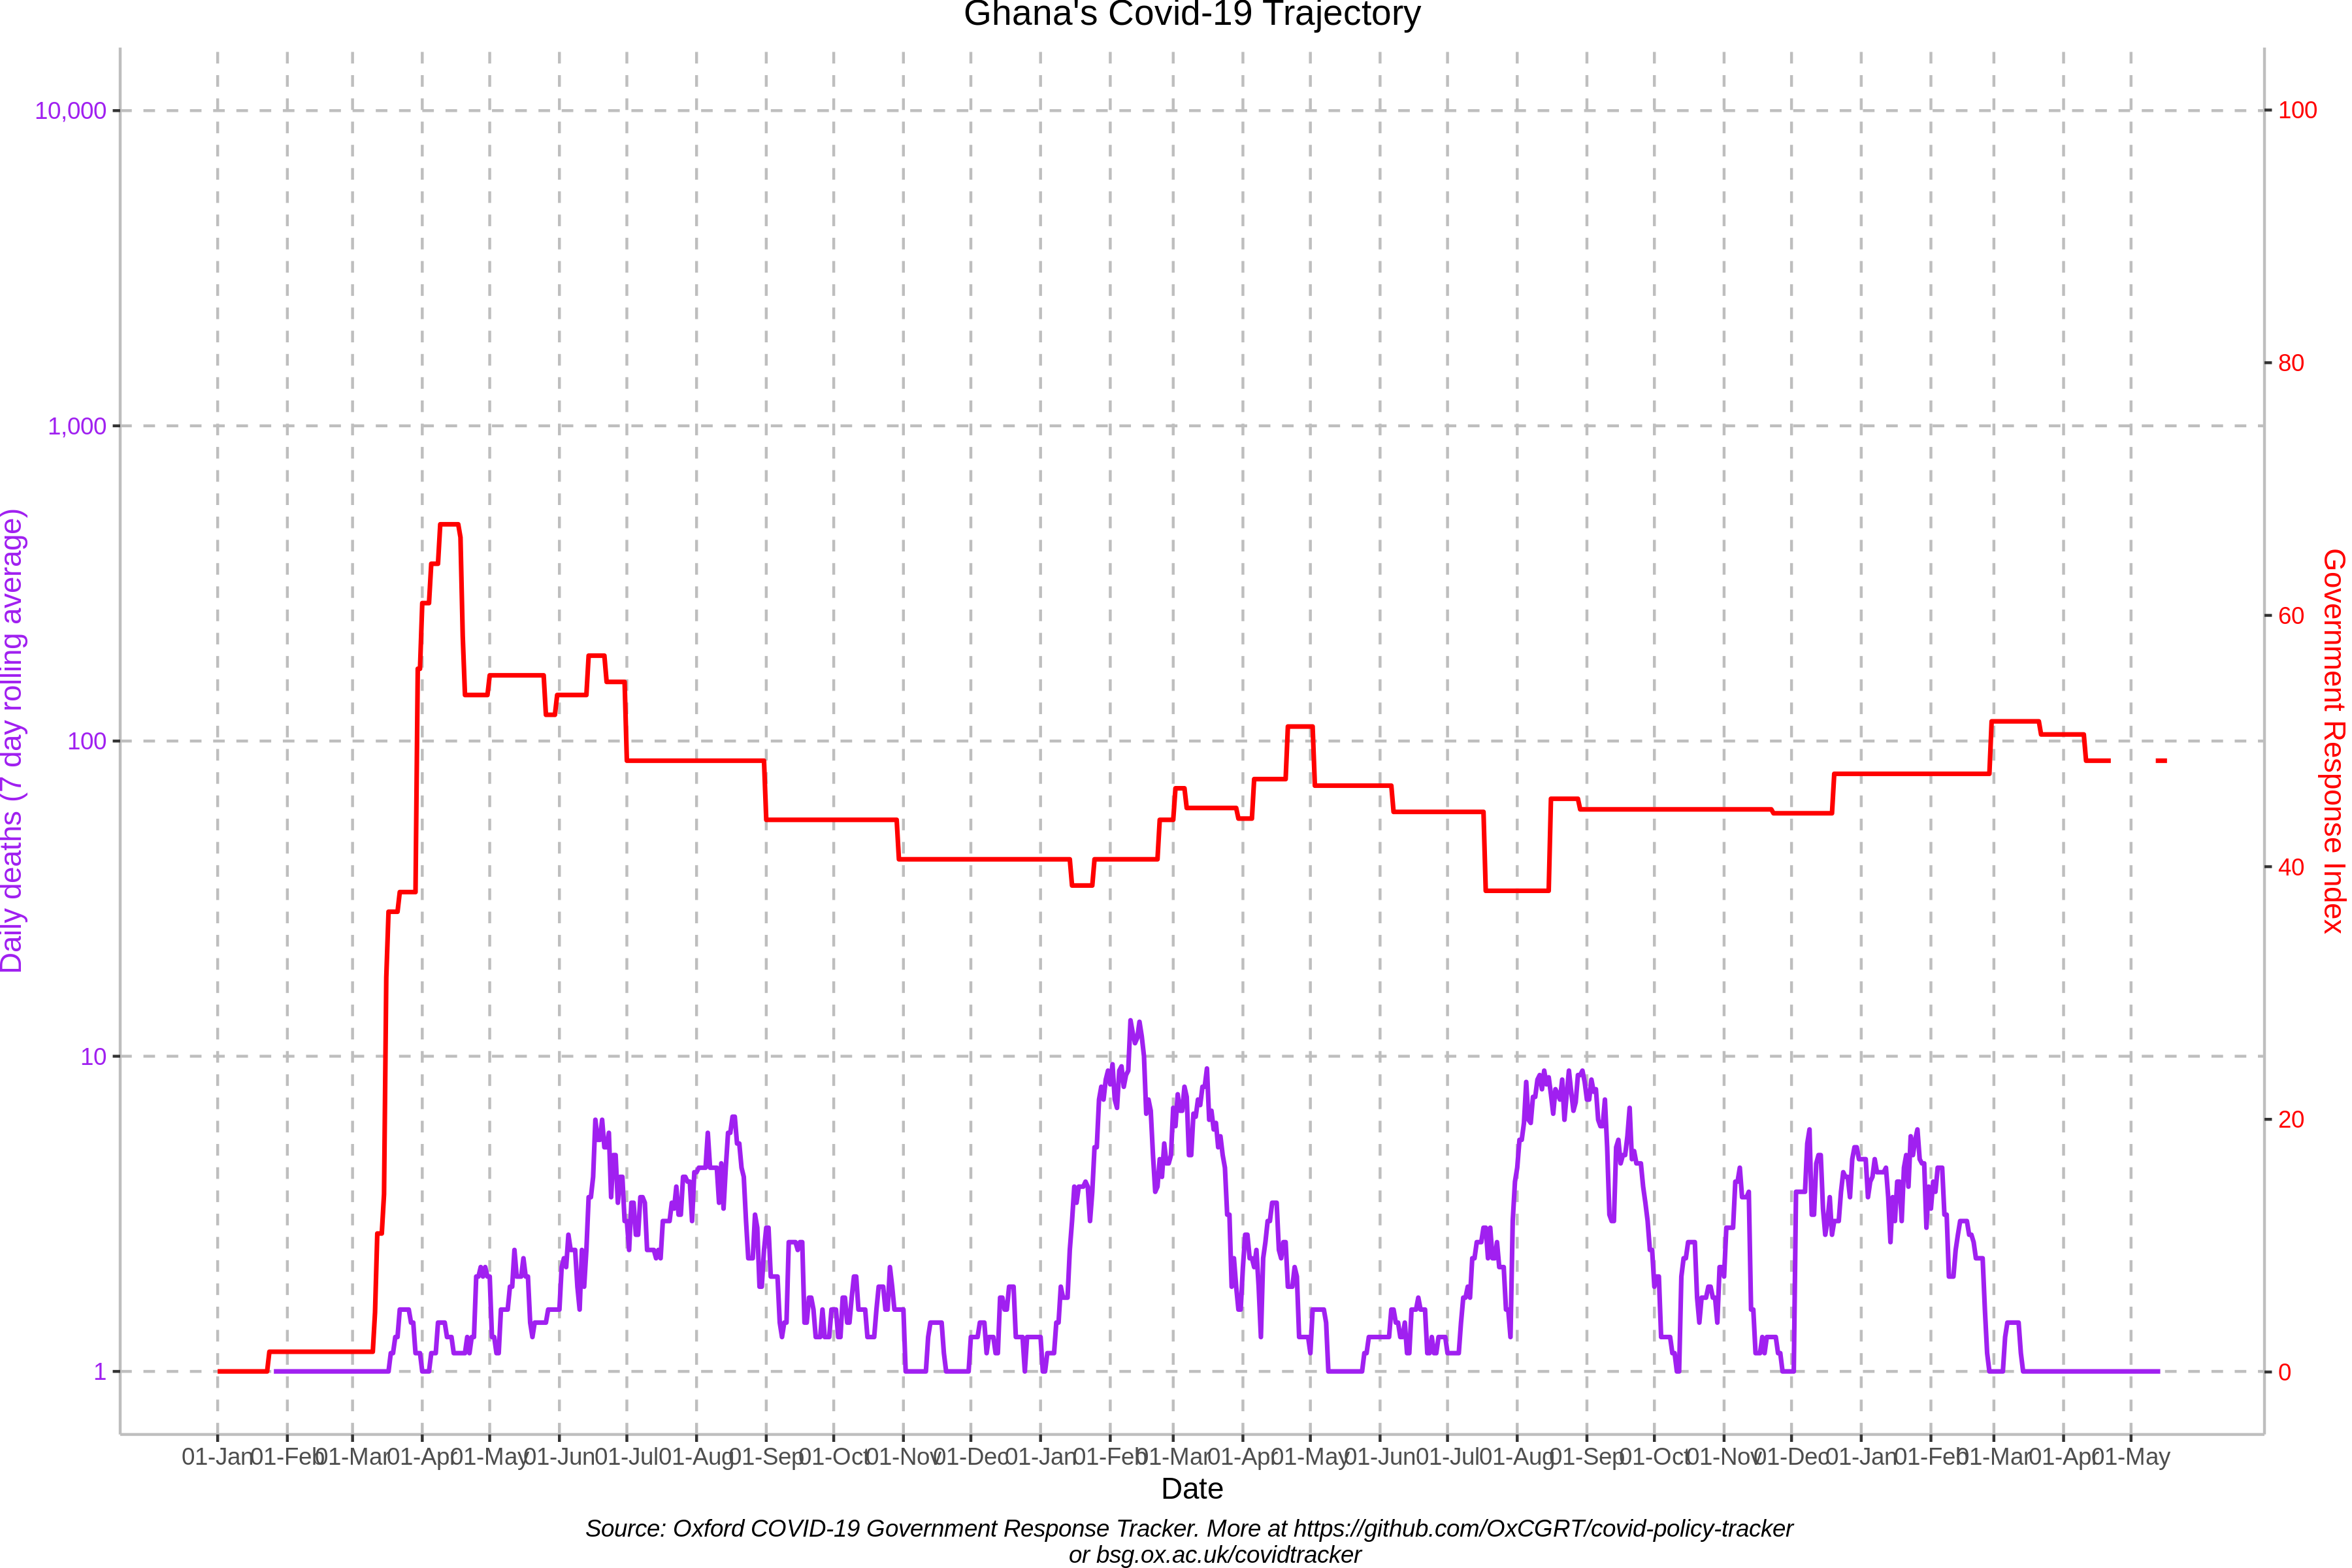 Ghana's Covid-19 Trajectory
10,000
1,000
100
10
1
Daily deaths (7 day rolling average)
100
80
60
40
20
0
Government Response Index
01-Jan 01-Feb 01-Mar 01-Apr 01-May 01-Jun 01-Jul 01-Aug 01-Sep 01-Oct 01-Nov 01-Dec 01-Jan 01-Feb 01-Mar 01-Apr 01-May 01-Jun 01-Jul 01-Aug 01-Sep 01-Oct 01-Nov 01-Dec 01-Jan 01-Feb 01-Mar 01-Apr 01-May
Date
Source: Oxford COVID-19 Government Response Tracker. More at https://github.com/OxCGRT/covid-policy-tracker
or bsg.ox.ac.uk/covidtracker